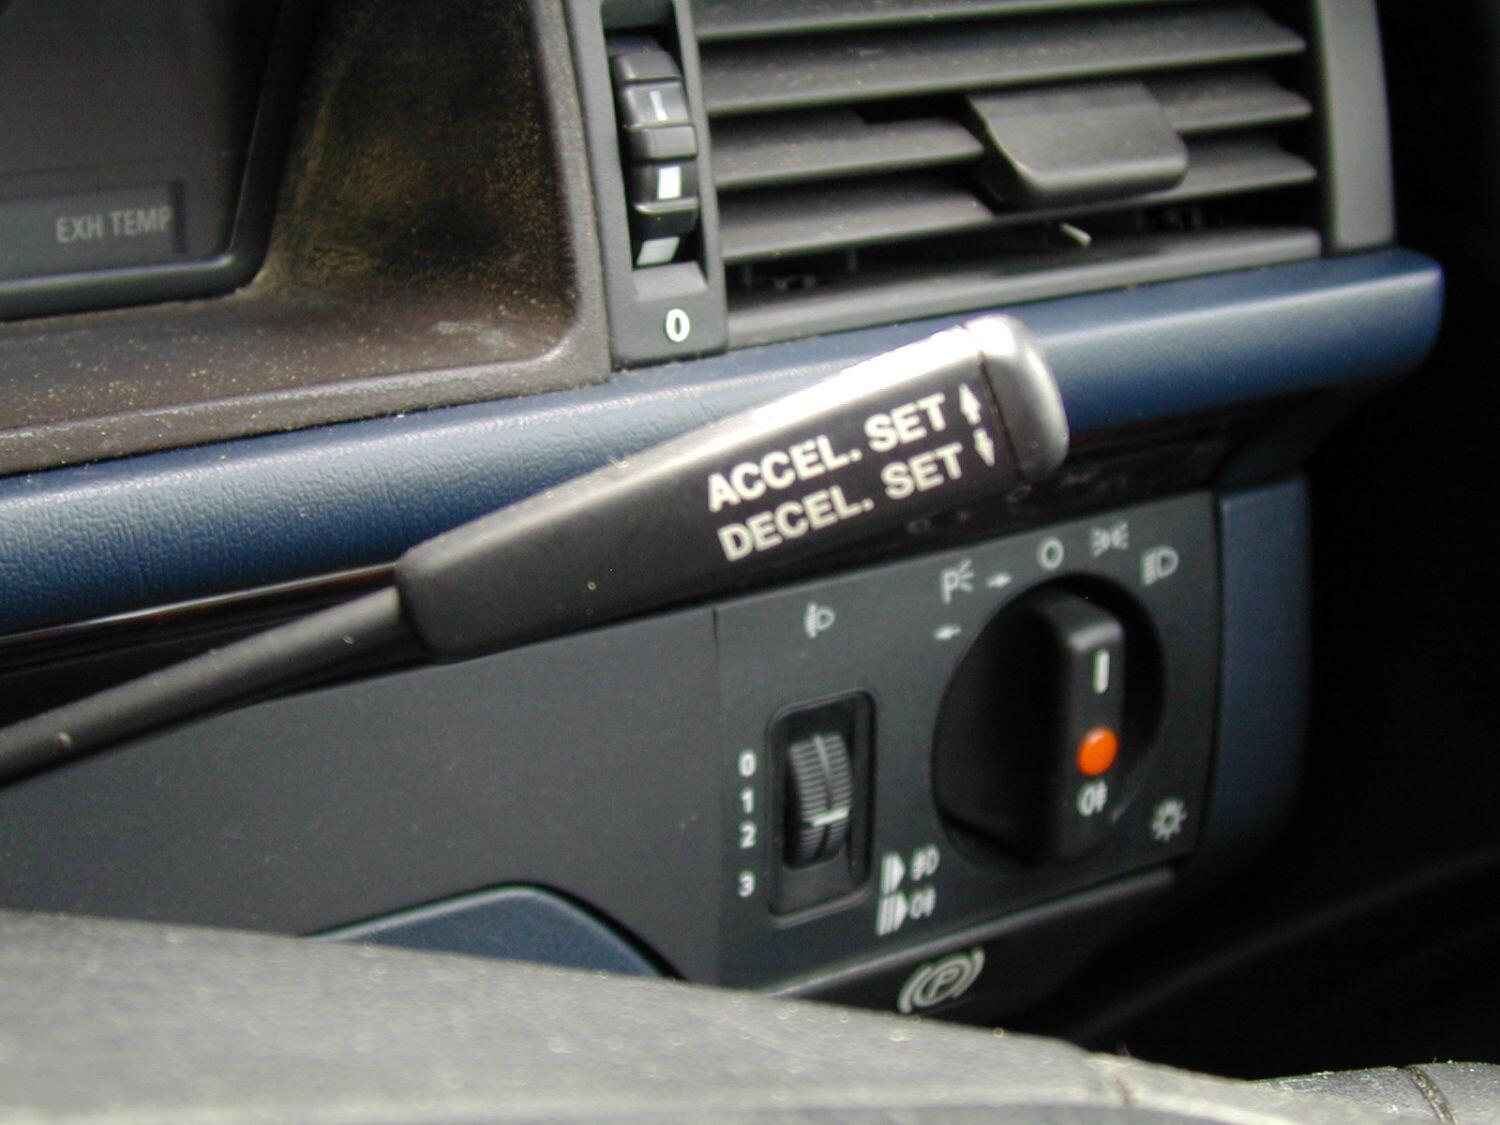 EXH TEMP
0
ACCEL. SET
DECEL. SET
P
0
1
2
3
P